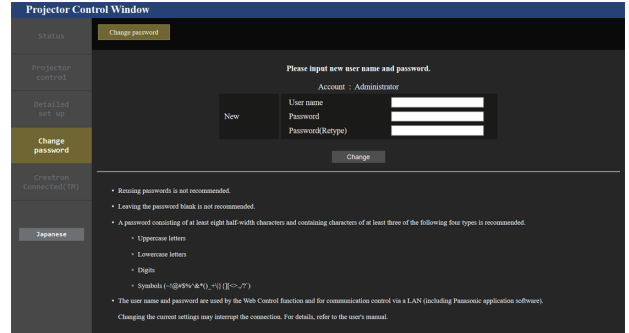 Projector Control Window
Status
Change password
Projector
control
Detailed
set up
Change
password
Crestron
Connected(TM)
Japanese
Please input new user name and password.
Account : Administrator
New
User name
Password
Password(Retype)
Change
• Reusing passwords is not recommended.
• Leaving the password blank is not recommended.
• A password consisting of at least eight half-width characters and containing characters of at least three of the following four types is recommended.
◦ Uppercase letters
◦ Lowercase letters
◦ Digits
◦ Symbols (~!@#$%^&*()_+\{}[]<>.,/?`)
• The user name and password are used by the Web Control function and for communication control via a LAN (including Panasonic application software).
Changing the current settings may interrupt the connection. For details, refer to the user's manual.